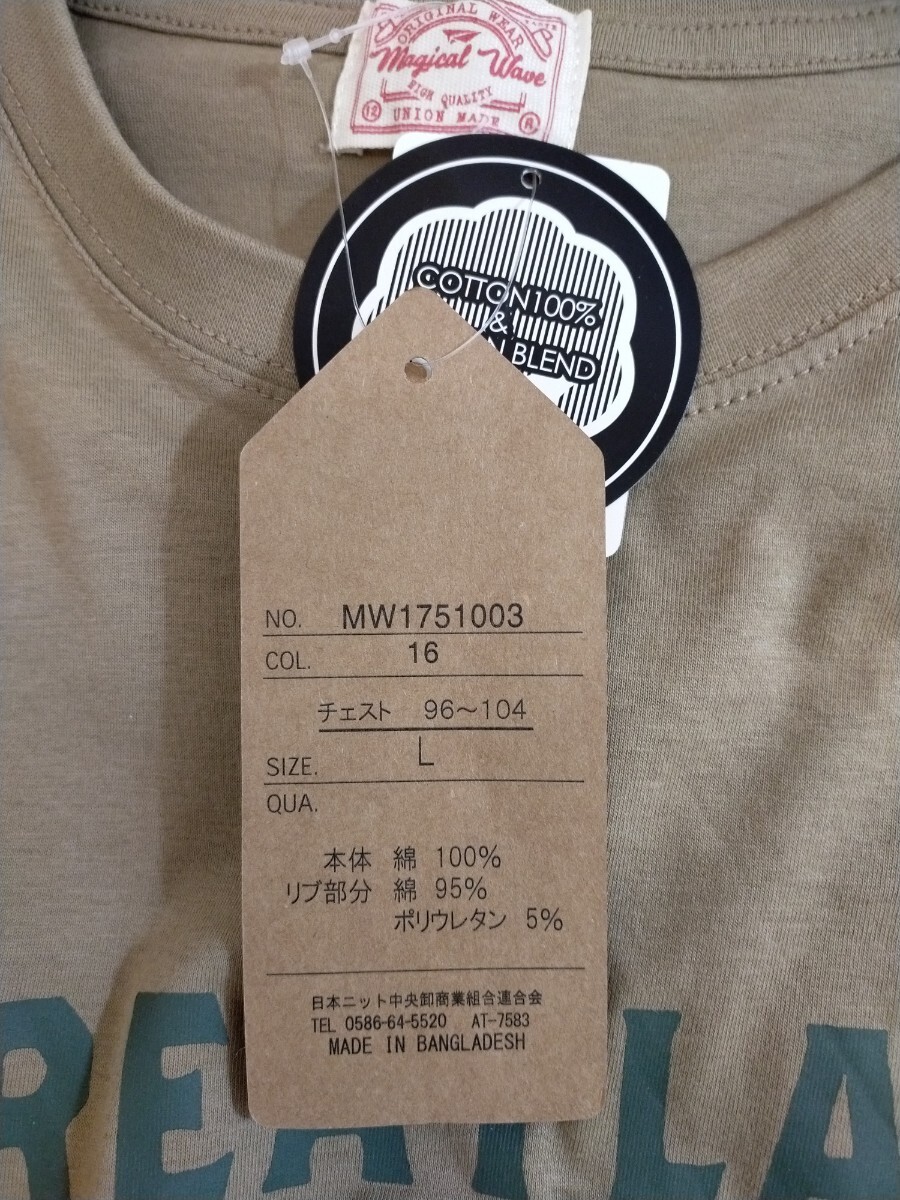 ORIGINAL WEAR
Magical Wave
HIGH QUALITY
12 UNION MADE R
COTTON100%
&
BLEND
NO. MW1751003
COL. 16
チェスト 96～104
SIZE. L
QUA.
本体 綿 100%
リブ部分 綿 95%
ポリウレタン 5%
日本ニット中央卸商業組合連合会
TEL 0586-64-5520 AT-7583
MADE IN BANGLADESH
REAT LA